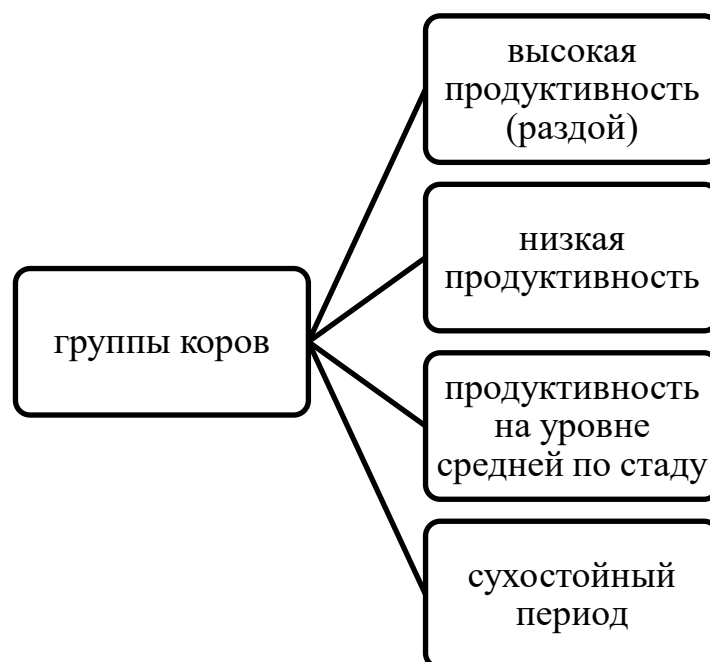 группы коров
высокая
продуктивность
(раздой)
низкая
продуктивность
продуктивность
на уровне
средней по стаду
сухостойный
период